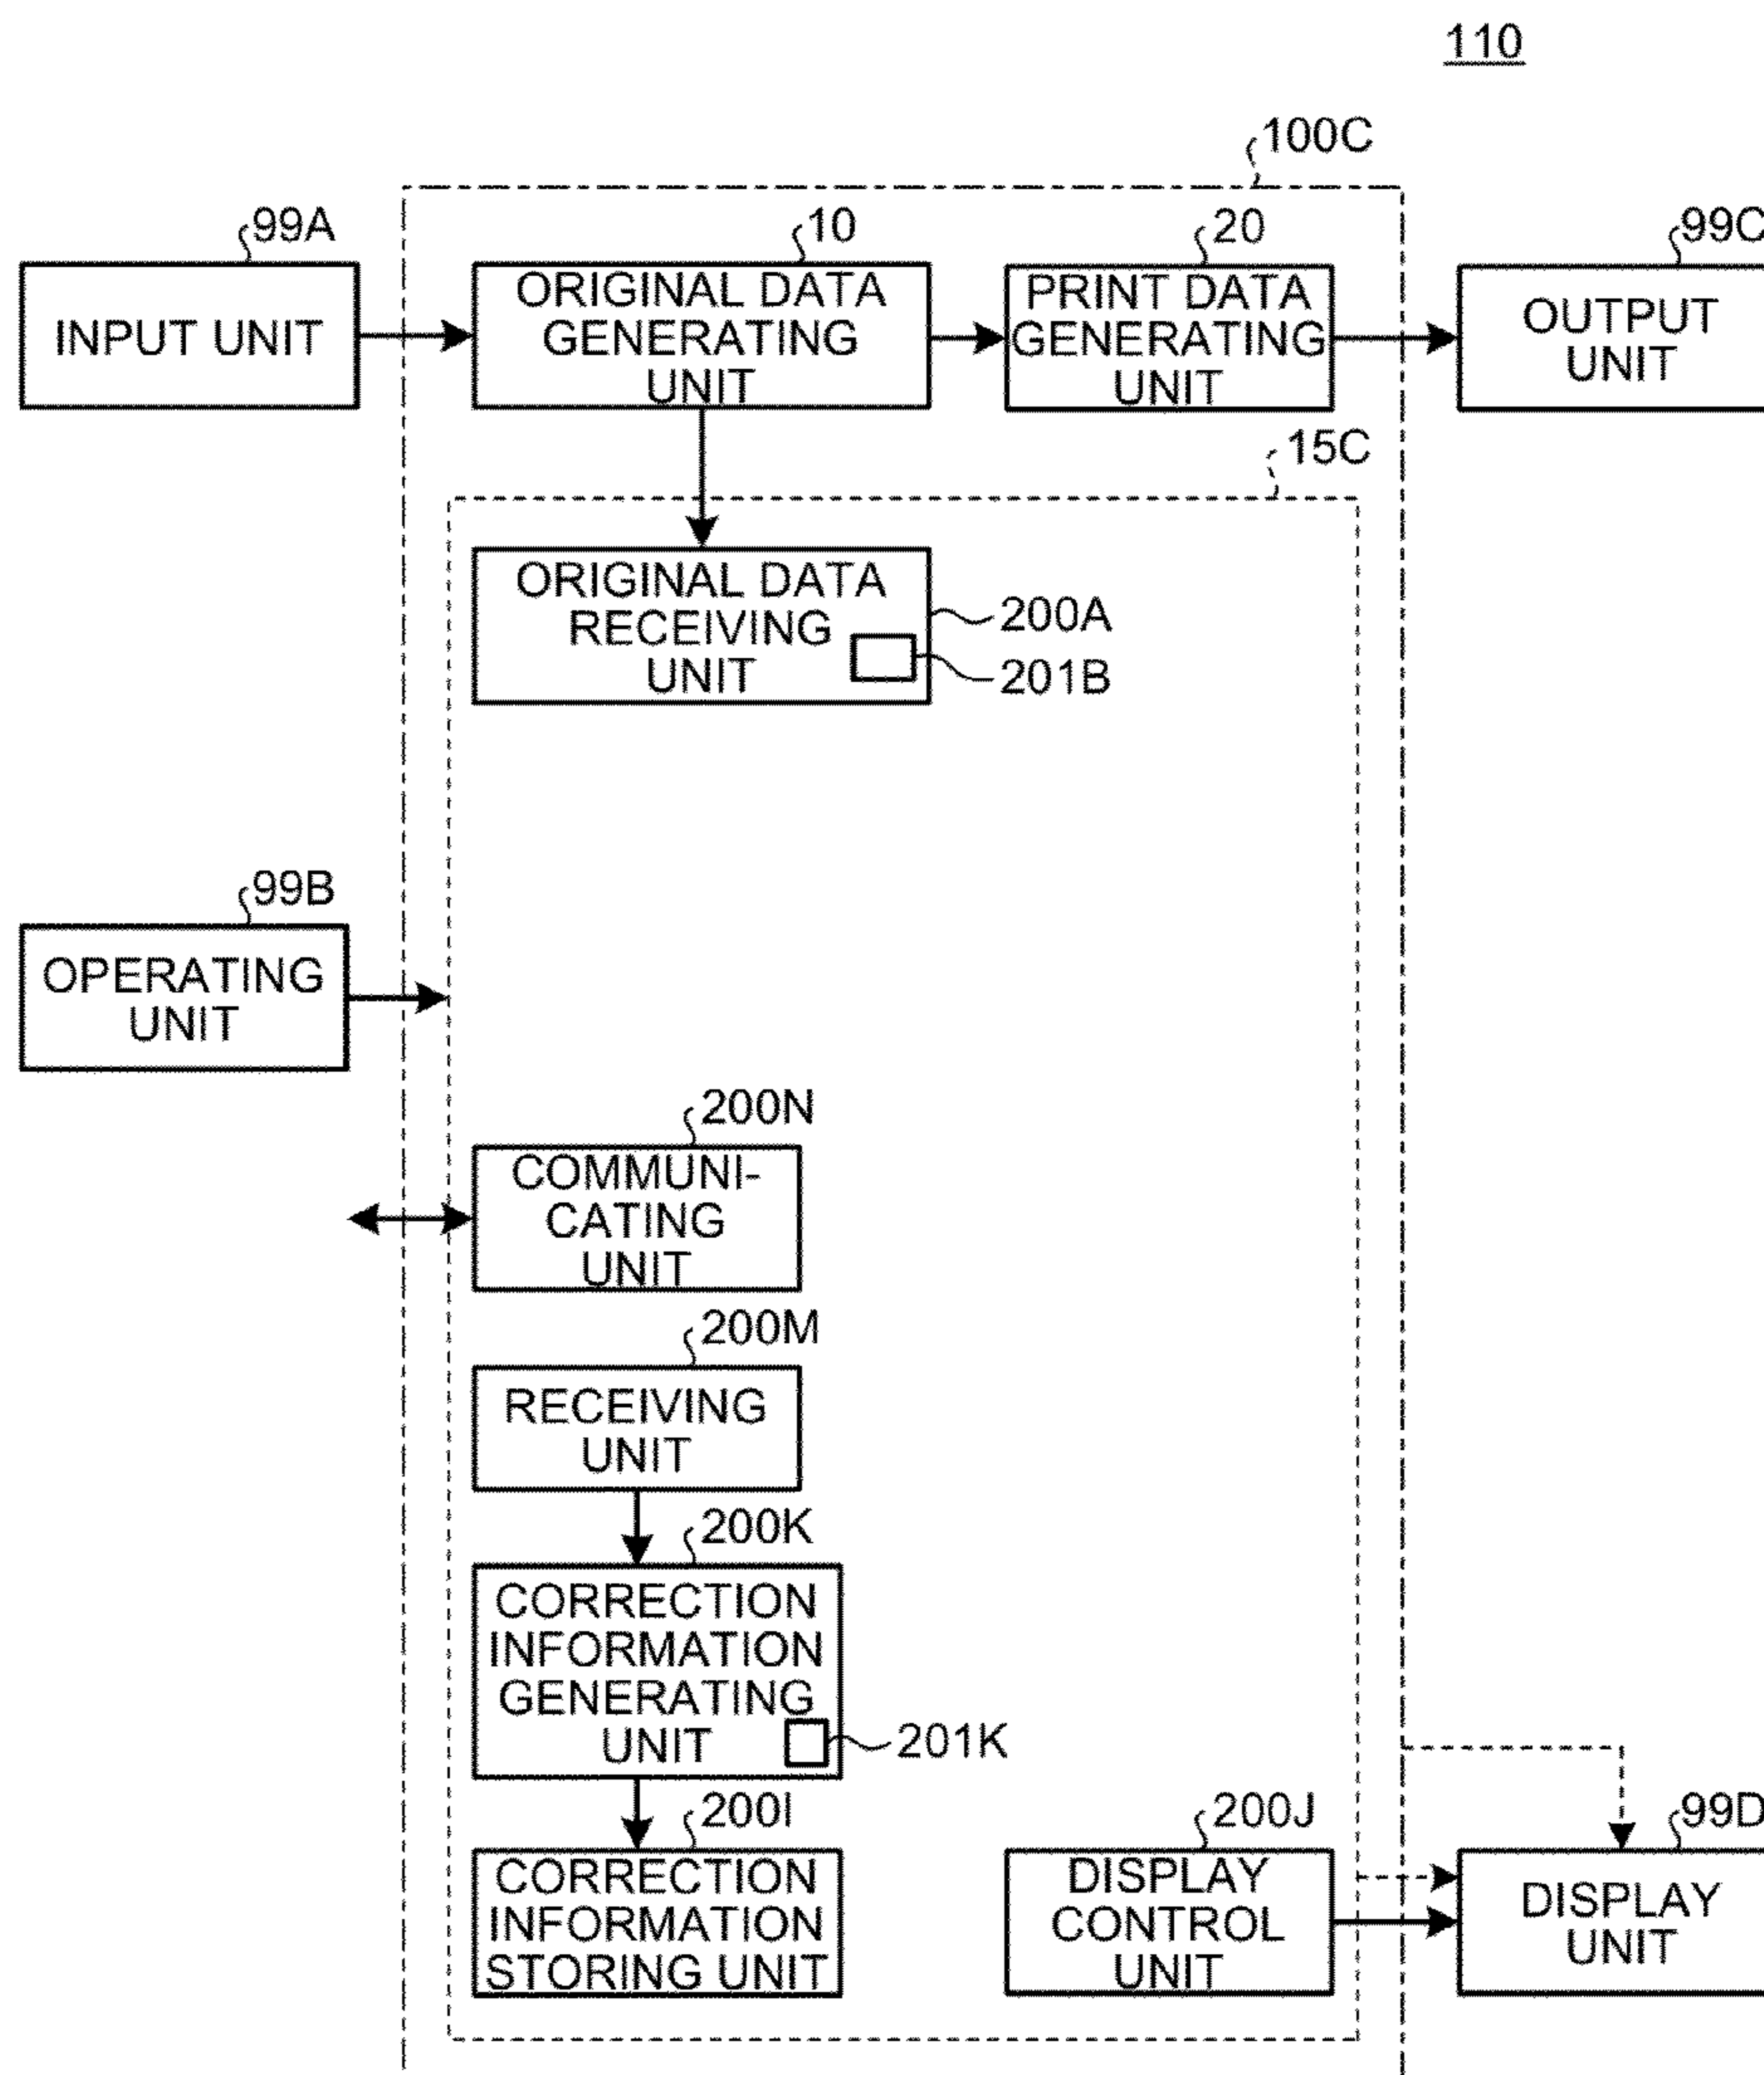 110
100C
99A
10
20
99C
INPUT UNIT
ORIGINAL DATA
GENERATING
UNIT
PRINT DATA
GENERATING
UNIT
OUTPUT
UNIT
15C
ORIGINAL DATA
RECEIVING
UNIT
200A
201B
99B
OPERATING
UNIT
200N
COMMUNI-
CATING
UNIT
200M
RECEIVING
UNIT
200K
CORRECTION
INFORMATION
GENERATING
UNIT
201K
200I
200J
99D
CORRECTION
INFORMATION
STORING UNIT
DISPLAY
CONTROL
UNIT
DISPLAY
UNIT